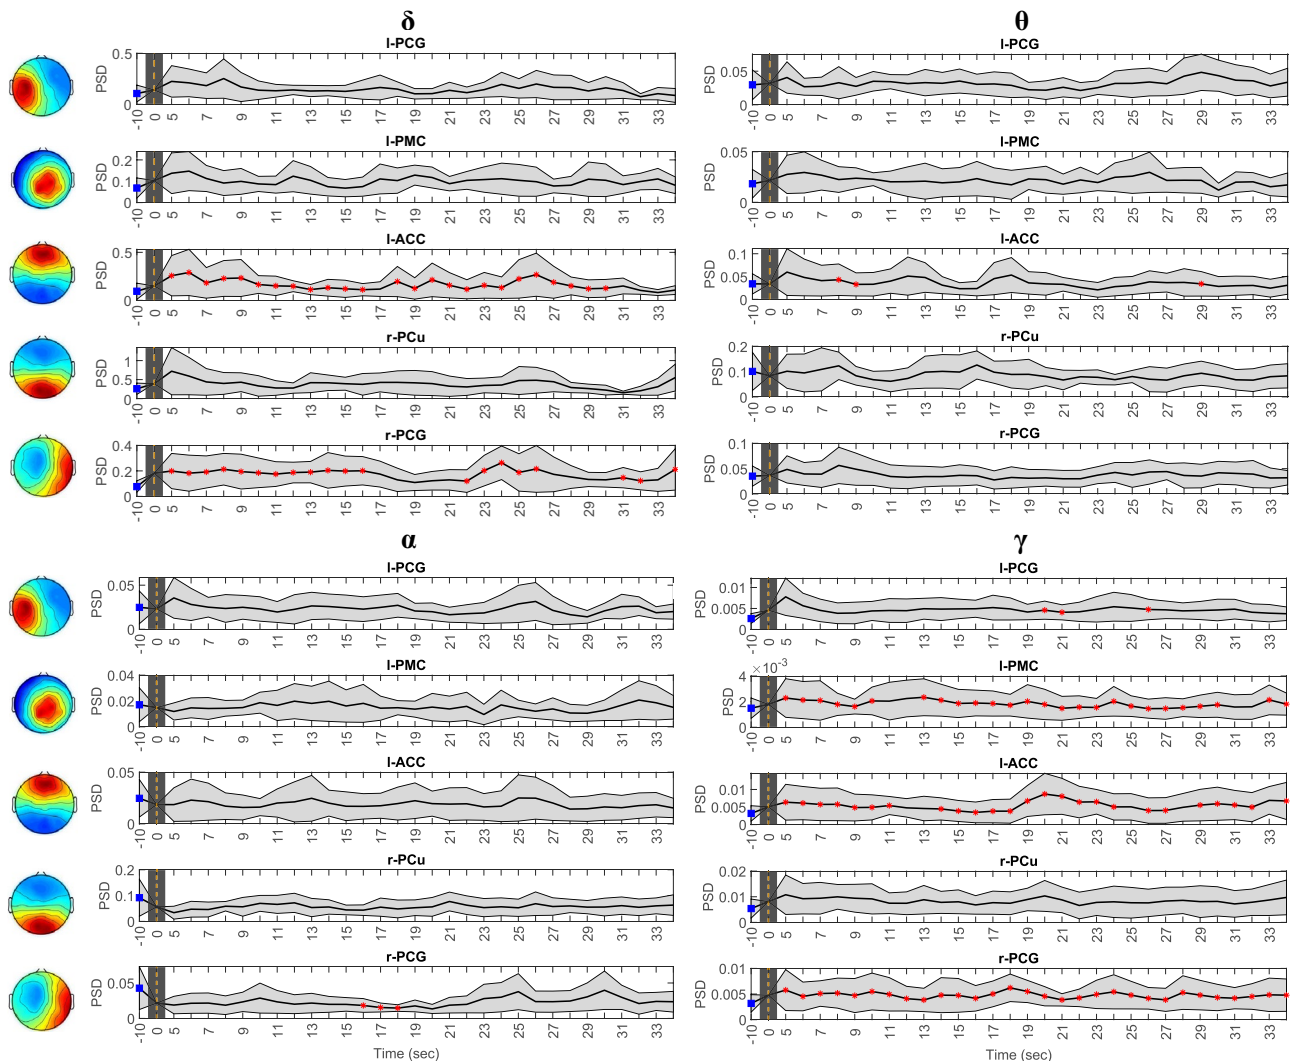 δ
l-PCG
PSD
0.5
0
-10 0 5 7 9 11 13 15 17 19 21 23 25 27 29 31 33
l-PMC
PSD
0.2
0.1
0
-10 0 5 7 9 11 13 15 17 19 21 23 25 27 29 31 33
l-ACC
PSD
0.5
0
-10 0 5 7 9 11 13 15 17 19 21 23 25 27 29 31 33
r-PCu
PSD
1
0.5
0
-10 0 5 7 9 11 13 15 17 19 21 23 25 27 29 31 33
r-PCG
PSD
0.4
0.2
0
-10 0 5 7 9 11 13 15 17 19 21 23 25 27 29 31 33
θ
l-PCG
PSD
0.05
0
-10 0 5 7 9 11 13 15 17 19 21 23 25 27 29 31 33
l-PMC
PSD
0.05
0
-10 0 5 7 9 11 13 15 17 19 21 23 25 27 29 31 33
l-ACC
PSD
0.1
0.05
0
-10 0 5 7 9 11 13 15 17 19 21 23 25 27 29 31 33
r-PCu
PSD
0.2
0.1
0
-10 0 5 7 9 11 13 15 17 19 21 23 25 27 29 31 33
r-PCG
PSD
0.1
0.05
0
-10 0 5 7 9 11 13 15 17 19 21 23 25 27 29 31 33
α
l-PCG
PSD
0.05
0
-10 0 5 7 9 11 13 15 17 19 21 23 25 27 29 31 33
l-PMC
PSD
0.04
0.02
0
-10 0 5 7 9 11 13 15 17 19 21 23 25 27 29 31 33
l-ACC
PSD
0.05
0
-10 0 5 7 9 11 13 15 17 19 21 23 25 27 29 31 33
r-PCu
PSD
0.2
0.1
0
-10 0 5 7 9 11 13 15 17 19 21 23 25 27 29 31 33
r-PCG
PSD
0.05
0
-10 0 5 7 9 11 13 15 17 19 21 23 25 27 29 31 33
Time (sec)
γ
l-PCG
PSD
0.01
0.005
0
-10 0 5 7 9 11 13 15 17 19 21 23 25 27 29 31 33
l-PMC
×10⁻³
PSD
4
2
0
-10 0 5 7 9 11 13 15 17 19 21 23 25 27 29 31 33
l-ACC
PSD
0.01
0.005
0
-10 0 5 7 9 11 13 15 17 19 21 23 25 27 29 31 33
r-PCu
PSD
0.02
0.01
0
-10 0 5 7 9 11 13 15 17 19 21 23 25 27 29 31 33
r-PCG
PSD
0.01
0.005
0
-10 0 5 7 9 11 13 15 17 19 21 23 25 27 29 31 33
Time (sec)